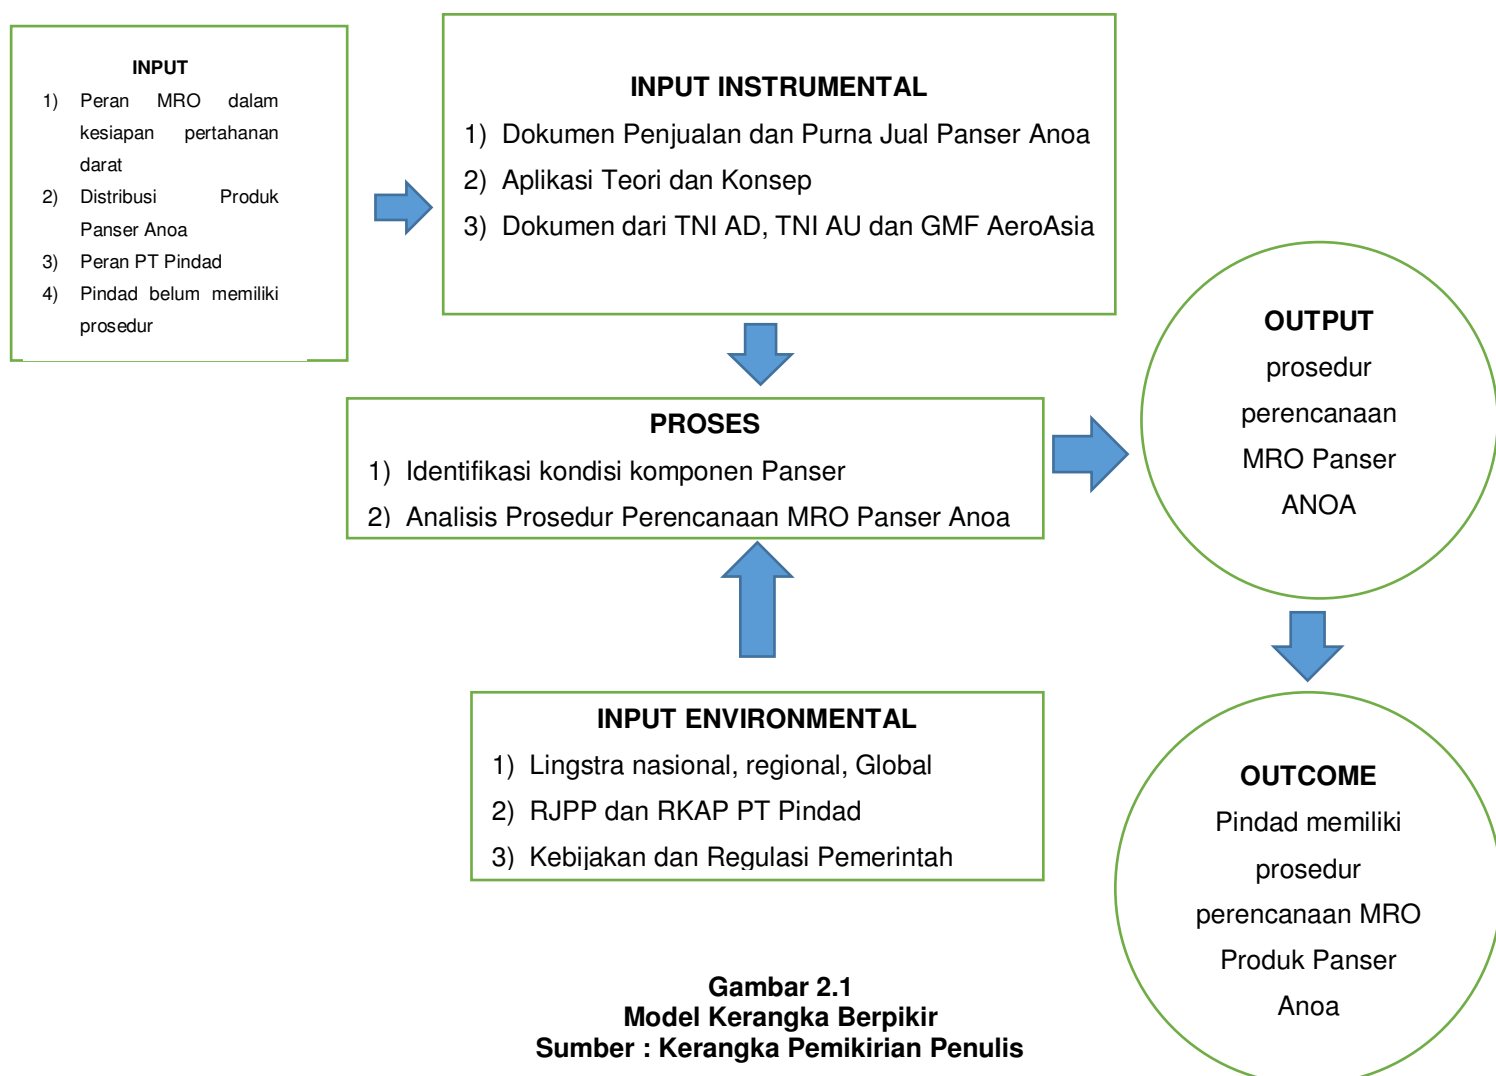 INPUT
1) Peran MRO dalam
kesiapan pertahanan
darat
2) Distribusi Produk
Panser Anoa
3) Peran PT Pindad
4) Pindad belum memiliki
prosedur
INPUT INSTRUMENTAL
1) Dokumen Penjualan dan Purna Jual Panser Anoa
2) Aplikasi Teori dan Konsep
3) Dokumen dari TNI AD, TNI AU dan GMF AeroAsia
PROSES
1) Identifikasi kondisi komponen Panser
2) Analisis Prosedur Perencanaan MRO Panser Anoa
OUTPUT
prosedur
perencanaan
MRO Panser
ANOA
INPUT ENVIRONMENTAL
1) Lingstra nasional, regional, Global
2) RJPP dan RKAP PT Pindad
3) Kebijakan dan Regulasi Pemerintah
OUTCOME
Pindad memiliki
prosedur
perencanaan MRO
Produk Panser
Anoa
Gambar 2.1
Model Kerangka Berpikir
Sumber : Kerangka Pemikirian Penulis